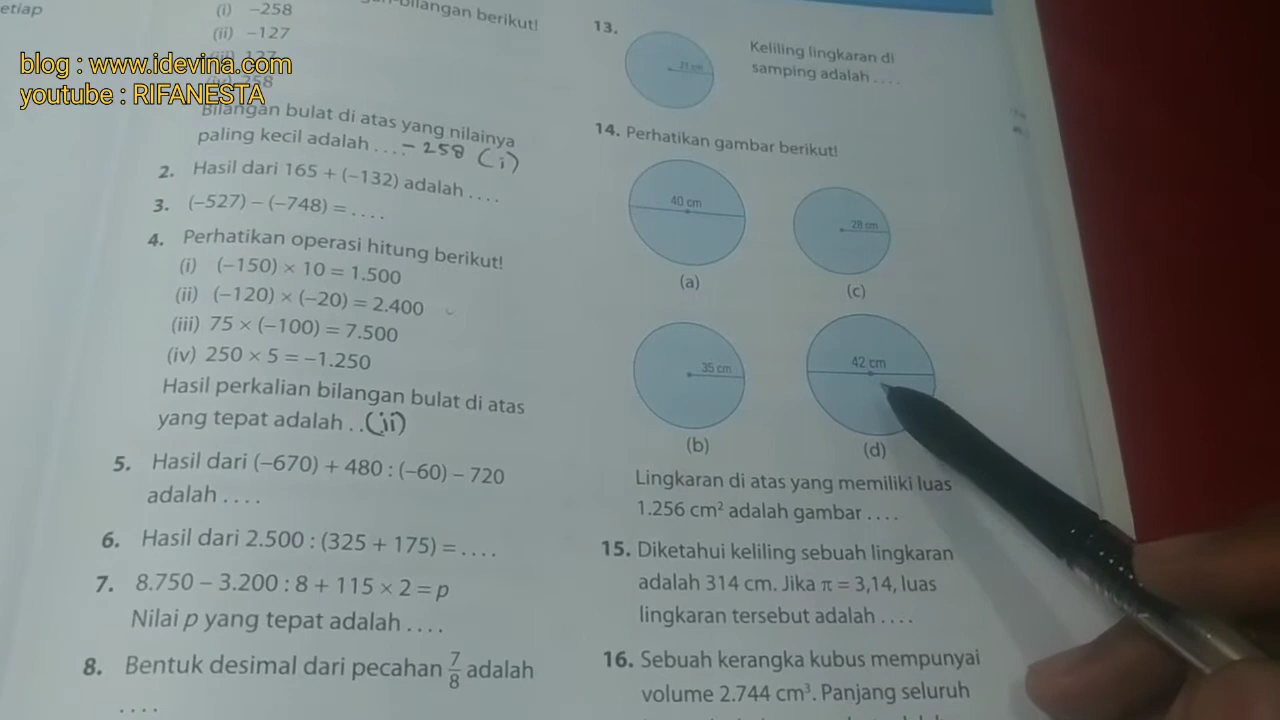 etiap
blog : www.idevina.com
youtube : RIFANESTA
bilangan berikut!
(i) −258
(ii) −127
127
258
Bilangan bulat di atas yang nilainya
paling kecil adalah . . . . −258 (i)
2. Hasil dari 165 + (−132) adalah . . . .
3. (−527) − (−748) = . . . .
4. Perhatikan operasi hitung berikut!
(i) (−150) × 10 = 1.500
(ii) (−120) × (−20) = 2.400
(iii) 75 × (−100) = 7.500
(iv) 250 × 5 = −1.250
Hasil perkalian bilangan bulat di atas
yang tepat adalah . . (ii)
5. Hasil dari (−670) + 480 : (−60) − 720
adalah . . . .
6. Hasil dari 2.500 : (325 + 175) = . . . .
7. 8.750 − 3.200 : 8 + 115 × 2 = p
Nilai p yang tepat adalah . . . .
8. Bentuk desimal dari pecahan 7/8 adalah
. . . .
13.
21 cm
Keliling lingkaran di
samping adalah . . . .
14. Perhatikan gambar berikut!
40 cm
28 cm
(a)
(c)
35 cm
42 cm
(b)
(d)
Lingkaran di atas yang memiliki luas
1.256 cm² adalah gambar . . . .
15. Diketahui keliling sebuah lingkaran
adalah 314 cm. Jika π = 3,14, luas
lingkaran tersebut adalah . . . .
16. Sebuah kerangka kubus mempunyai
volume 2.744 cm³. Panjang seluruh